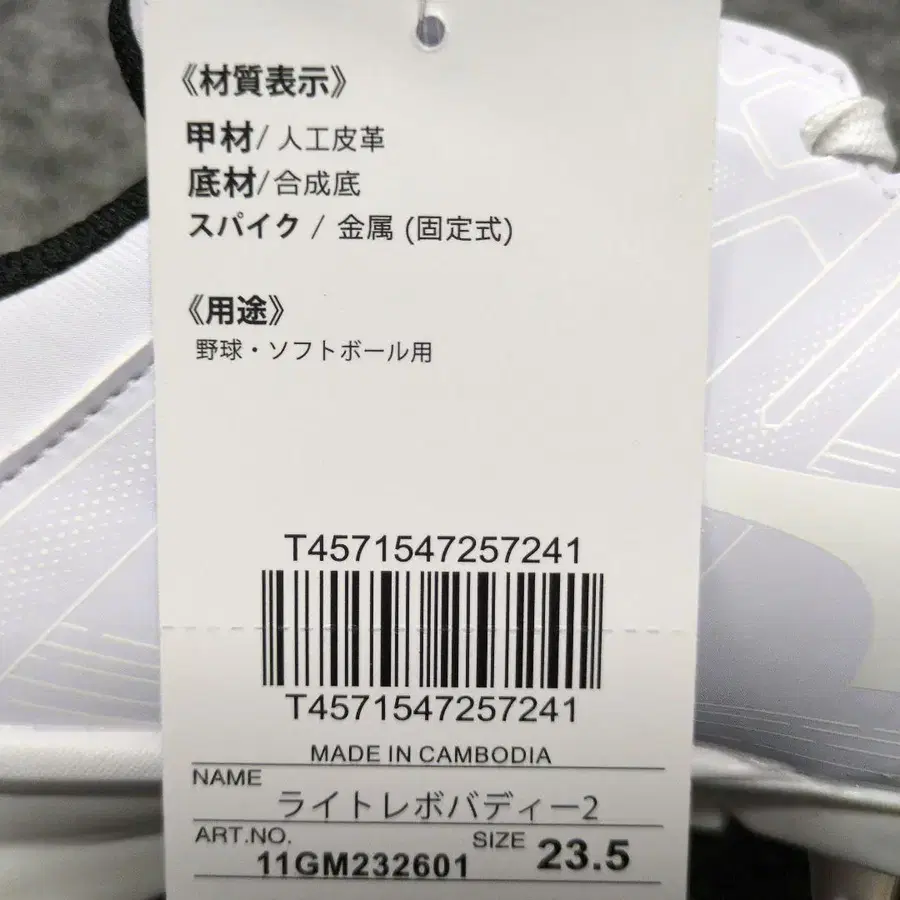 《材質表示》
甲材/ 人工皮革
底材/合成底
スパイク / 金属 (固定式)
《用途》
野球・ソフトボール用
T4571547257241
T4571547257241
MADE IN CAMBODIA
NAME
ライトレボバディー2
ART.NO.
11GM232601
SIZE
23.5